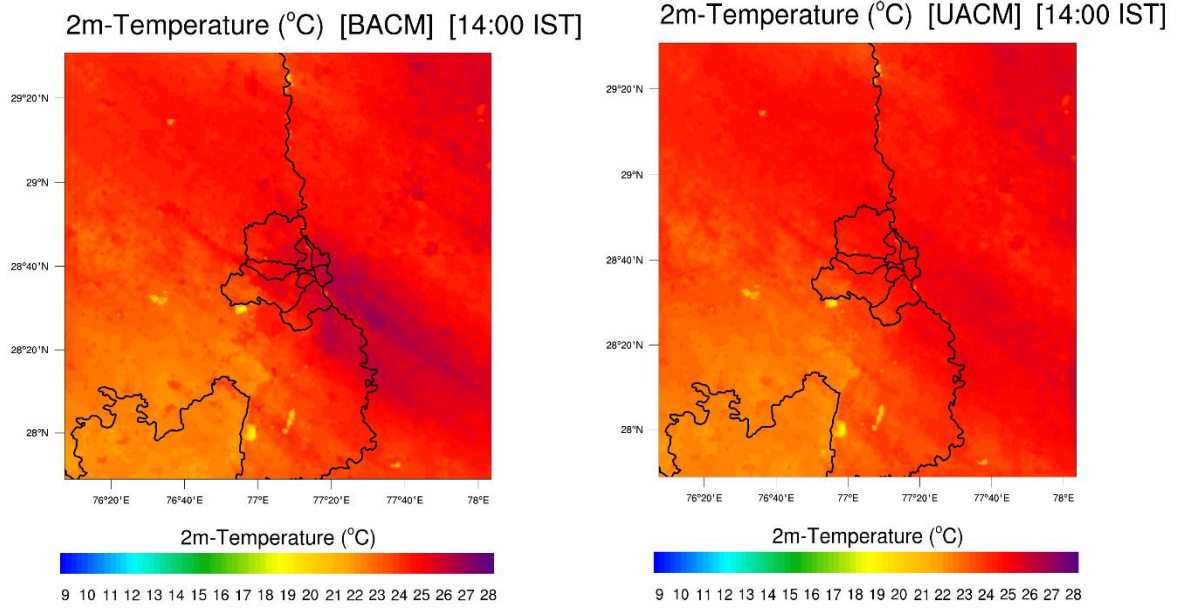 2m-Temperature (°C) [BACM] [14:00 IST]
29°20'N
29°N
28°40'N
28°20'N
28°N
76°20'E 76°40'E 77°E 77°20'E 77°40'E 78°E
2m-Temperature (°C)
9 10 11 12 13 14 15 16 17 18 19 20 21 22 23 24 25 26 27 28
2m-Temperature (°C) [UACM] [14:00 IST]
29°20'N
29°N
28°40'N
28°20'N
28°N
76°20'E 76°40'E 77°E 77°20'E 77°40'E 78°E
2m-Temperature (°C)
9 10 11 12 13 14 15 16 17 18 19 20 21 22 23 24 25 26 27 28